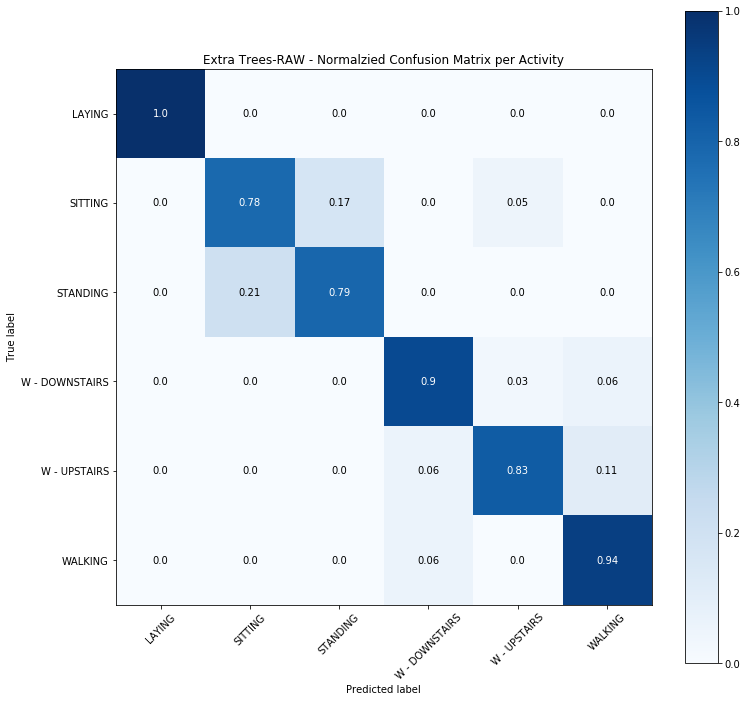 Extra Trees-RAW - Normalzied Confusion Matrix per Activity
True label
LAYING 1.0 0.0 0.0 0.0 0.0 0.0
SITTING 0.0 0.78 0.17 0.0 0.05 0.0
STANDING 0.0 0.21 0.79 0.0 0.0 0.0
W - DOWNSTAIRS 0.0 0.0 0.0 0.9 0.03 0.06
W - UPSTAIRS 0.0 0.0 0.0 0.06 0.83 0.11
WALKING 0.0 0.0 0.0 0.06 0.0 0.94
LAYING SITTING STANDING W - DOWNSTAIRS W - UPSTAIRS WALKING
Predicted label
1.0
0.8
0.6
0.4
0.2
0.0